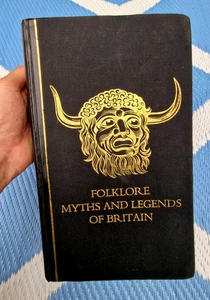 FOLKLORE
MYTHS AND LEGENDS
OF BRITAIN